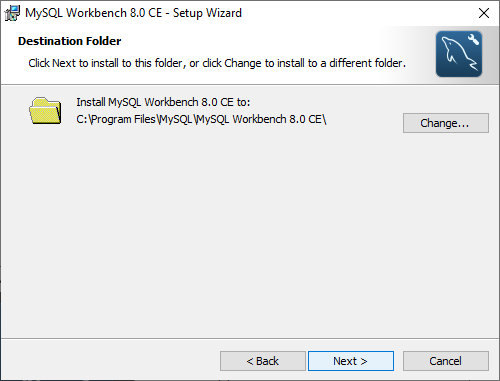 MySQL Workbench 8.0 CE - Setup Wizard
Destination Folder
Click Next to install to this folder, or click Change to install to a different folder.
Install MySQL Workbench 8.0 CE to:
C:\Program Files\MySQL\MySQL Workbench 8.0 CE\
Change...
< Back
Next >
Cancel